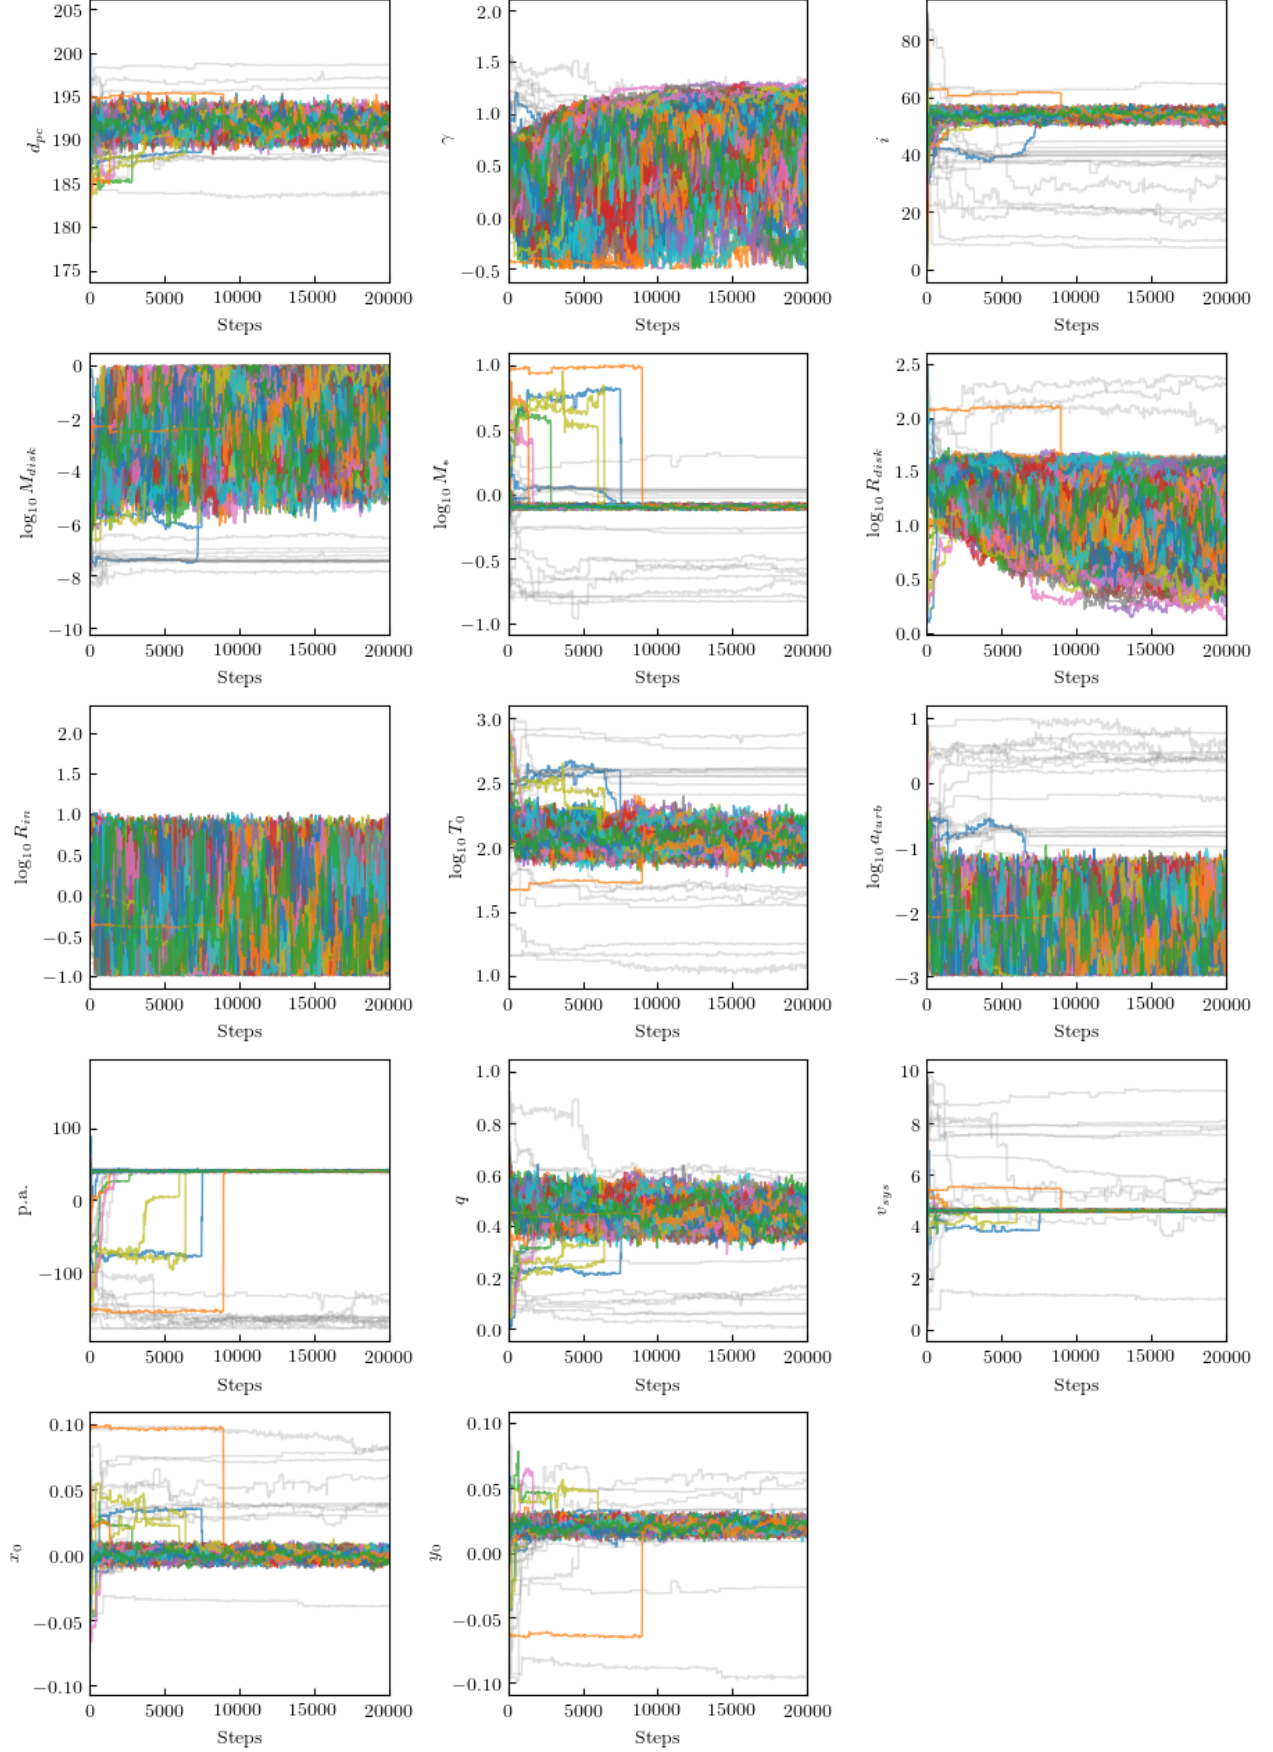 205
200
195
190
185
180
175
d_pc
0 5000 10000 15000 20000
Steps
2.0
1.5
1.0
0.5
0.0
−0.5
γ
0 5000 10000 15000 20000
Steps
80
60
40
20
0
i
0 5000 10000 15000 20000
Steps
0
−2
−4
−6
−8
−10
log₁₀ M_disk
0 5000 10000 15000 20000
Steps
1.0
0.5
0.0
−0.5
−1.0
log₁₀ M_*
0 5000 10000 15000 20000
Steps
2.5
2.0
1.5
1.0
0.5
0.0
log₁₀ R_disk
0 5000 10000 15000 20000
Steps
2.0
1.5
1.0
0.5
0.0
−0.5
−1.0
log₁₀ R_in
0 5000 10000 15000 20000
Steps
3.0
2.5
2.0
1.5
1.0
log₁₀ T₀
0 5000 10000 15000 20000
Steps
1
0
−1
−2
−3
log₁₀ a_turb
0 5000 10000 15000 20000
Steps
100
0
−100
p.a.
0 5000 10000 15000 20000
Steps
1.0
0.8
0.6
0.4
0.2
0.0
q
0 5000 10000 15000 20000
Steps
10
8
6
4
2
0
v_sys
0 5000 10000 15000 20000
Steps
0.10
0.05
0.00
−0.05
−0.10
x₀
0 5000 10000 15000 20000
Steps
0.10
0.05
0.00
−0.05
−0.10
y₀
0 5000 10000 15000 20000
Steps